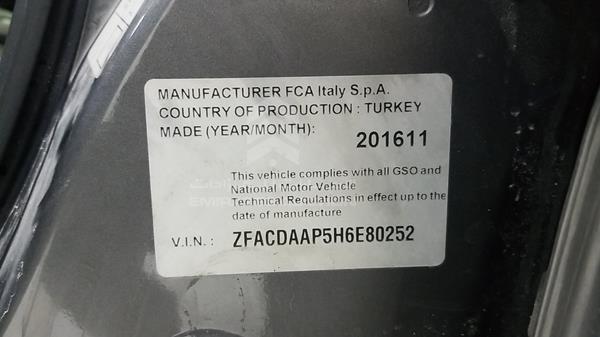 MANUFACTURER FCA Italy S.p.A.
COUNTRY OF PRODUCTION : TURKEY
MADE (YEAR/MONTH): 201611
This vehicle complies with all GSO and
National Motor Vehicle
Technical Regulations in effect up to the
date of manufacture
V.I.N. : ZFACDAAP5H6E80252